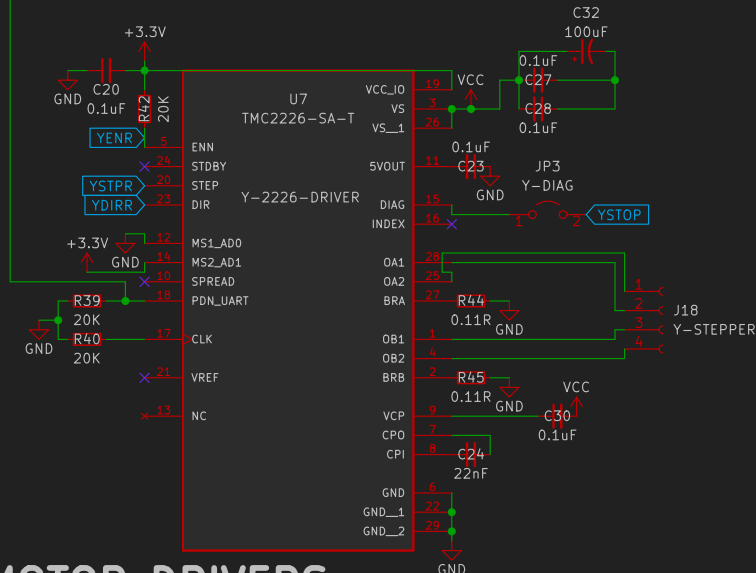 C32
100uF
+3.3V
0.1uF
C27
C28
0.1uF
C20
0.1uF
GND
R42
20K
U7
TMC2226-SA-T
Y-2226-DRIVER
VCC_IO
19
VCC
VS
3
VS__1
26
YENR
5
ENN
24
STDBY
YSTPR
20
STEP
YDIRR
23
DIR
5VOUT
11
0.1uF
C23
GND
JP3
Y-DIAG
DIAG
15
1
2
YSTOP
INDEX
16
+3.3V
GND
12
MS1_AD0
14
MS2_AD1
10
SPREAD
18
PDN_UART
R39
20K
R40
20K
GND
17
CLK
21
VREF
13
NC
OA1
28
OA2
25
BRA
27
R44
0.11R
GND
OB1
1
OB2
4
BRB
2
R45
0.11R
GND
1
2
3
4
J18
Y-STEPPER
VCP
9
C30
0.1uF
VCC
CPO
7
CPI
8
C24
22nF
GND
6
GND__1
22
GND__2
29
GND
MOTOR DRIVERS